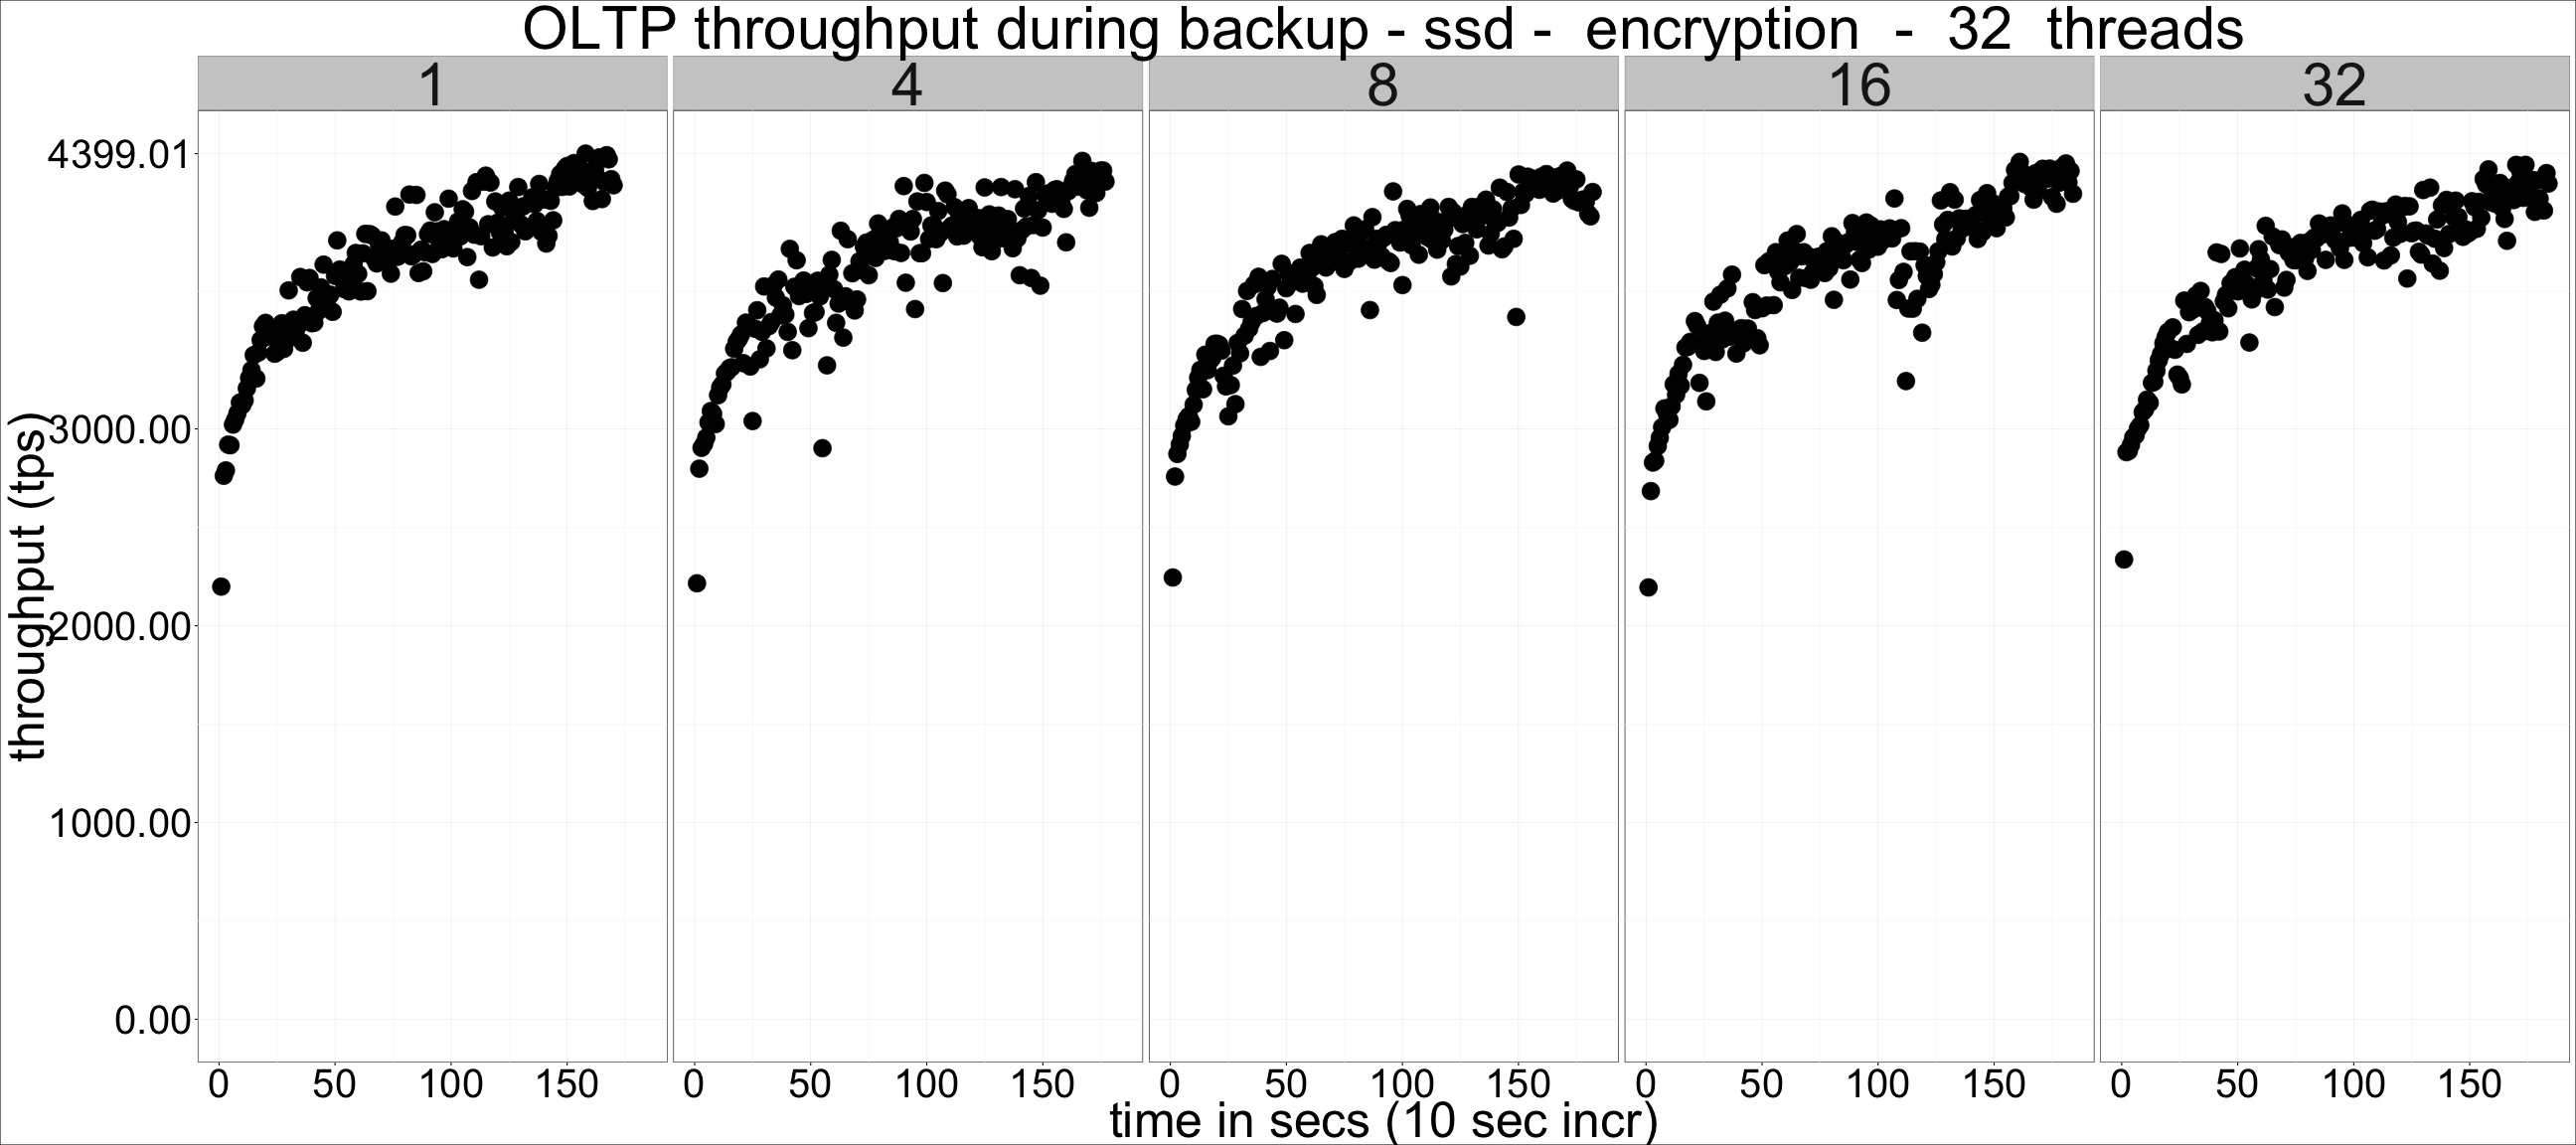 OLTP throughput during backup - ssd - encryption - 32 threads
1 4 8 16 32
4399.01
3000.00
2000.00
1000.00
0.00
throughput (tps)
0 50 100 150 0 50 100 150 0 50 100 150 0 50 100 150 0 50 100 150
time in secs (10 sec incr)